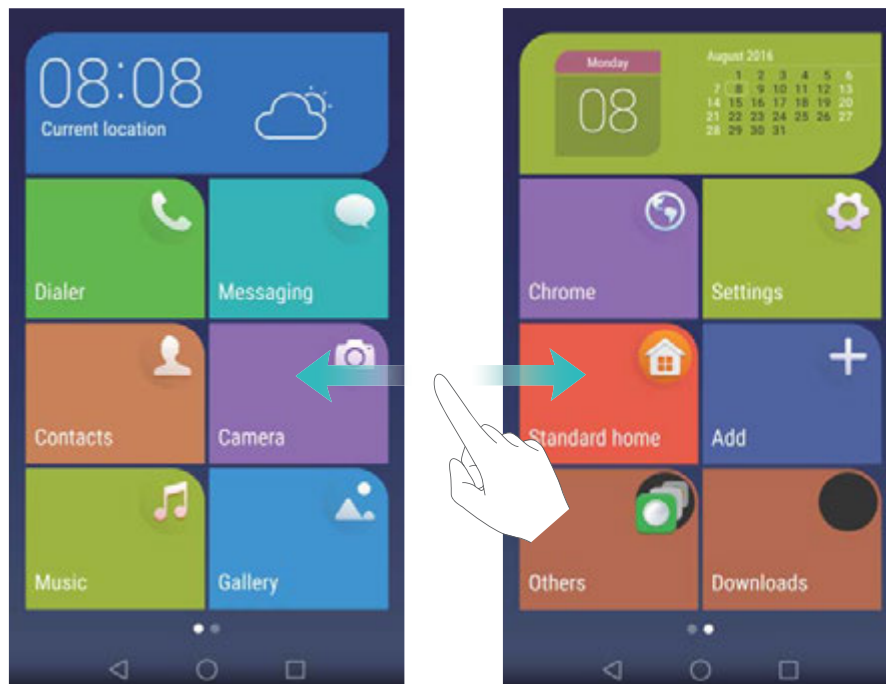 08:08
Current location
Dialer
Messaging
Contacts
Camera
Music
Gallery
Monday
08
August 2016
1 2 3 4 5 6
7 8 9 10 11 12 13
14 15 16 17 18 19 20
21 22 23 24 25 26 27
28 29 30 31
Chrome
Settings
Standard home
Add
Others
Downloads